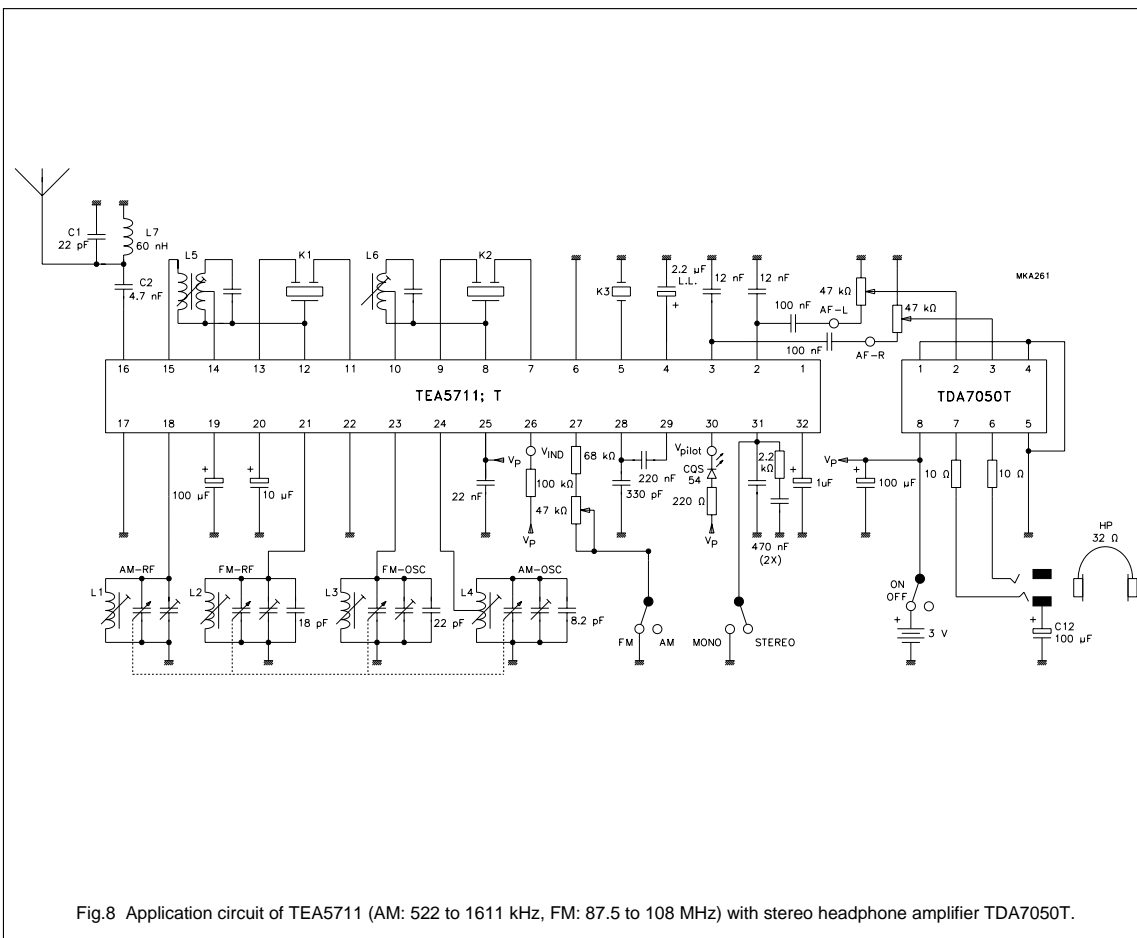 C1
22 pF
L7
60 nH
C2
4.7 nF
L5
K1
L6
K2
K3
2.2 µF
L.L.
+
12 nF
12 nF
100 nF
AF-L
47 kΩ
47 kΩ
100 nF
AF-R
MKA261
16 15 14 13 12 11 10 9 8 7 6 5 4 3 2 1
TEA5711; T
17 18 19 20 21 22 23 24 25 26 27 28 29 30 31 32
1 2 3 4
TDA7050T
8 7 6 5
+
100 µF
+
10 µF
22 nF
VP
VIND
100 kΩ
VP
68 kΩ
47 kΩ
330 pF
220 nF
Vpilot
CQS
54
220 Ω
VP
2.2
kΩ
470 nF
(2X)
+
1uF
VP
+
100 µF
10 Ω
10 Ω
HP
32 Ω
AM-RF
L1
FM-RF
L2
18 pF
FM-OSC
L3
22 pF
AM-OSC
L4
8.2 pF
FM AM
MONO STEREO
ON
OFF
+
3 V
+
C12
100 µF
Fig.8 Application circuit of TEA5711 (AM: 522 to 1611 kHz, FM: 87.5 to 108 MHz) with stereo headphone amplifier TDA7050T.